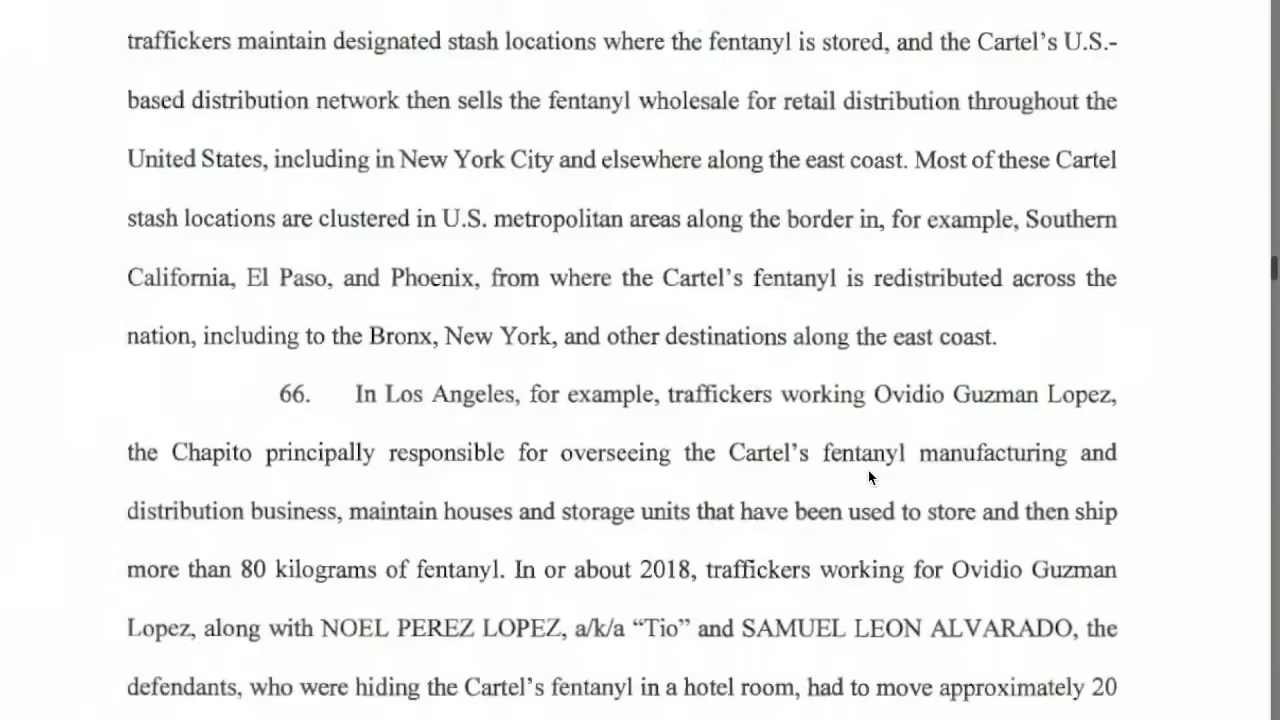 traffickers maintain designated stash locations where the fentanyl is stored, and the Cartel's U.S.-
based distribution network then sells the fentanyl wholesale for retail distribution throughout the
United States, including in New York City and elsewhere along the east coast. Most of these Cartel
stash locations are clustered in U.S. metropolitan areas along the border in, for example, Southern
California, El Paso, and Phoenix, from where the Cartel's fentanyl is redistributed across the
nation, including to the Bronx, New York, and other destinations along the east coast.
66. In Los Angeles, for example, traffickers working Ovidio Guzman Lopez,
the Chapito principally responsible for overseeing the Cartel's fentanyl manufacturing and
distribution business, maintain houses and storage units that have been used to store and then ship
more than 80 kilograms of fentanyl. In or about 2018, traffickers working for Ovidio Guzman
Lopez, along with NOEL PEREZ LOPEZ, a/k/a “Tio” and SAMUEL LEON ALVARADO, the
defendants, who were hiding the Cartel's fentanyl in a hotel room, had to move approximately 20